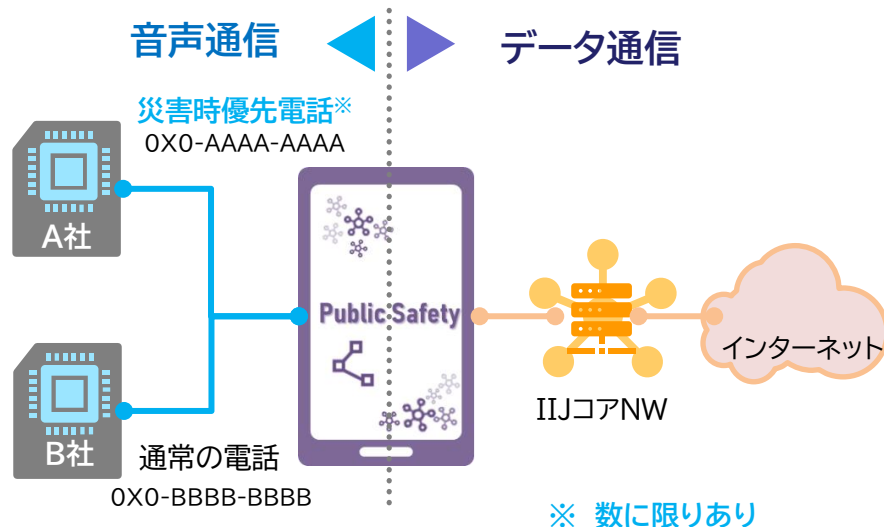 音声通信
データ通信
災害時優先電話※
0X0-AAAA-AAAA
A社
Public Safety
インターネット
IIJコアNW
B社
通常の電話
0X0-BBBB-BBBB
※ 数に限りあり